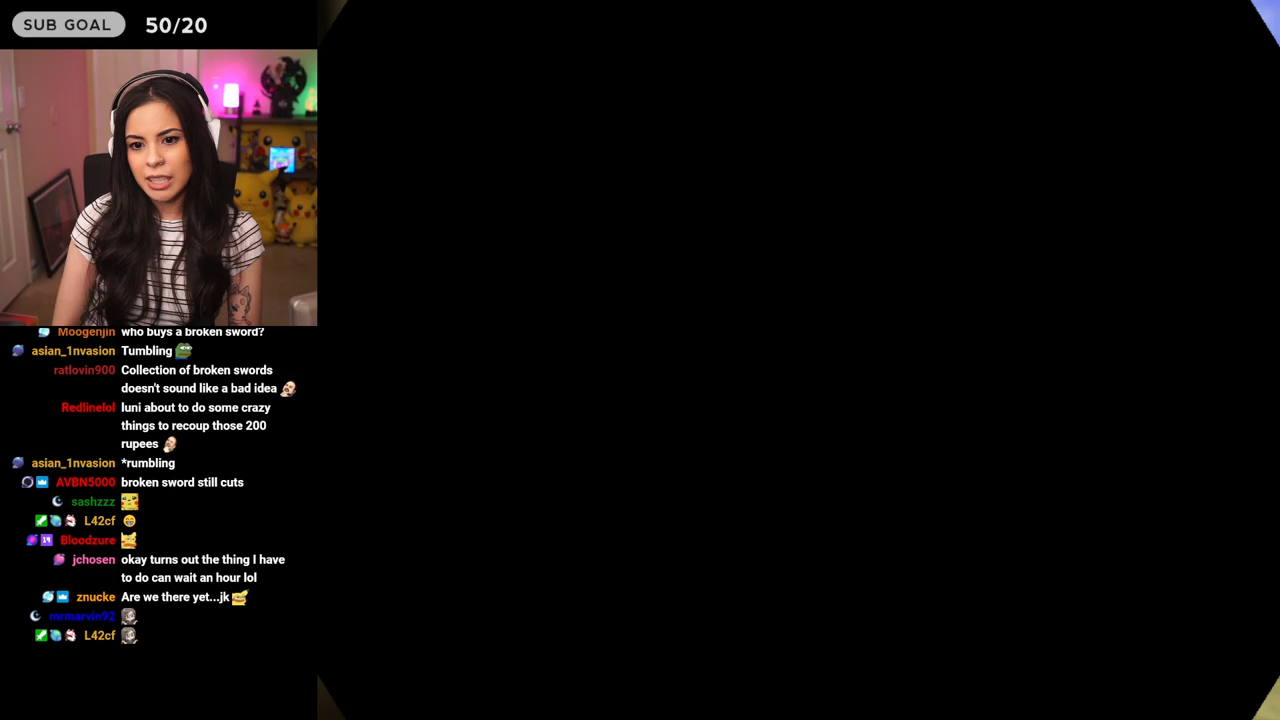 SUB GOAL 50/20
Moogenjin who buys a broken sword?
asian_1nvasion Tumbling
ratlovin900 Collection of broken swords
doesn't sound like a bad idea
Redlinelol luni about to do some crazy
things to recoup those 200
rupees
asian_1nvasion *rumbling
AVBN5000 broken sword still cuts
sashzzz
L42cf
Bloodzure
jchosen okay turns out the thing I have
to do can wait an hour lol
znucke Are we there yet...jk
mrmarvin92
L42cf